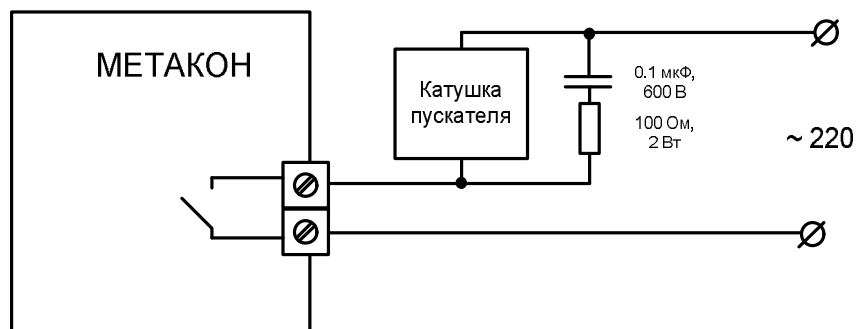 МЕТАКОН
Катушка
пускателя
0.1 мкФ,
600 В
100 Ом,
2 Вт
~ 220